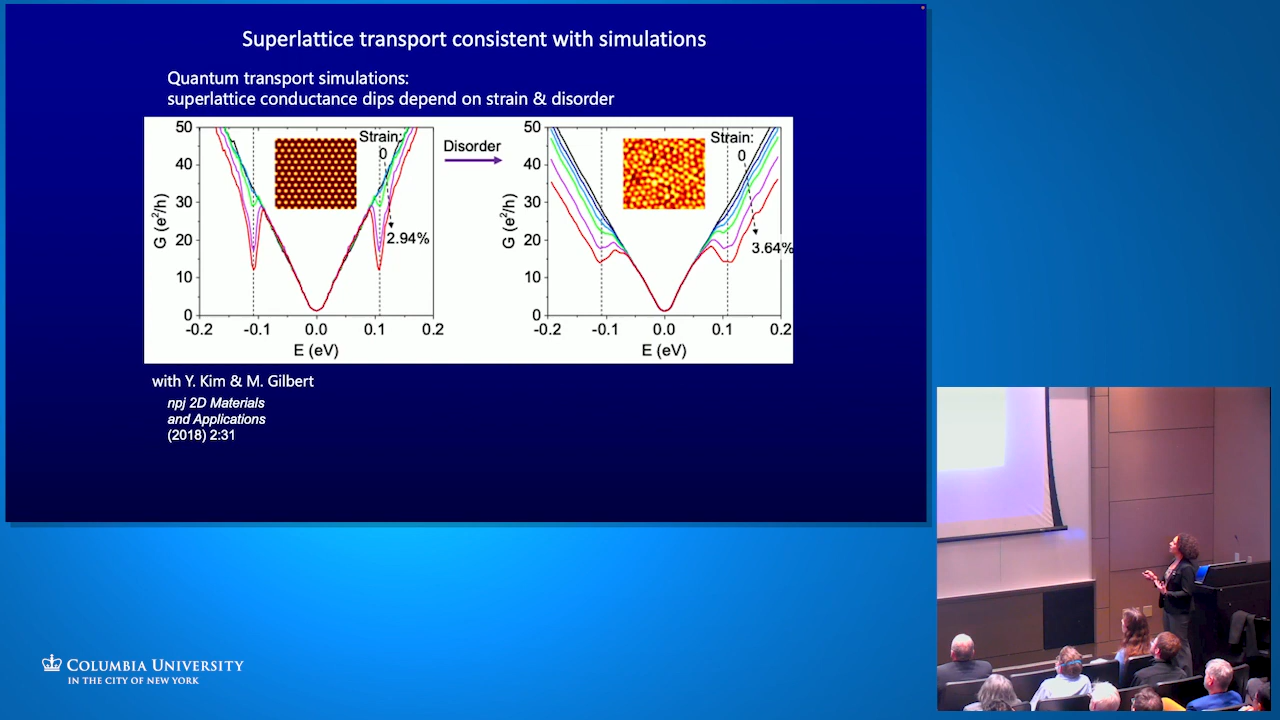 Superlattice transport consistent with simulations
Quantum transport simulations:
superlattice conductance dips depend on strain & disorder
50
40
30
20
10
0
G (e²/h)
Strain:
0
2.94%
-0.2
-0.1
0.0
0.1
0.2
E (eV)
Disorder
50
40
30
20
10
0
G (e²/h)
Strain:
0
3.64%
-0.2
-0.1
0.0
0.1
0.2
E (eV)
with Y. Kim & M. Gilbert
npj 2D Materials
and Applications
(2018) 2:31
COLUMBIA UNIVERSITY
IN THE CITY OF NEW YORK